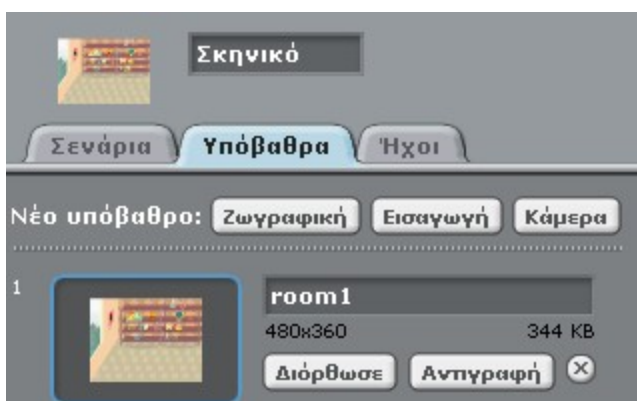 Σκηνικό
Σενάρια Υπόβαθρα Ήχοι
Νέο υπόβαθρο: Ζωγραφική Εισαγωγή Κάμερα
1
room1
480x360 344 KB
Διόρθωσε Αντιγραφή